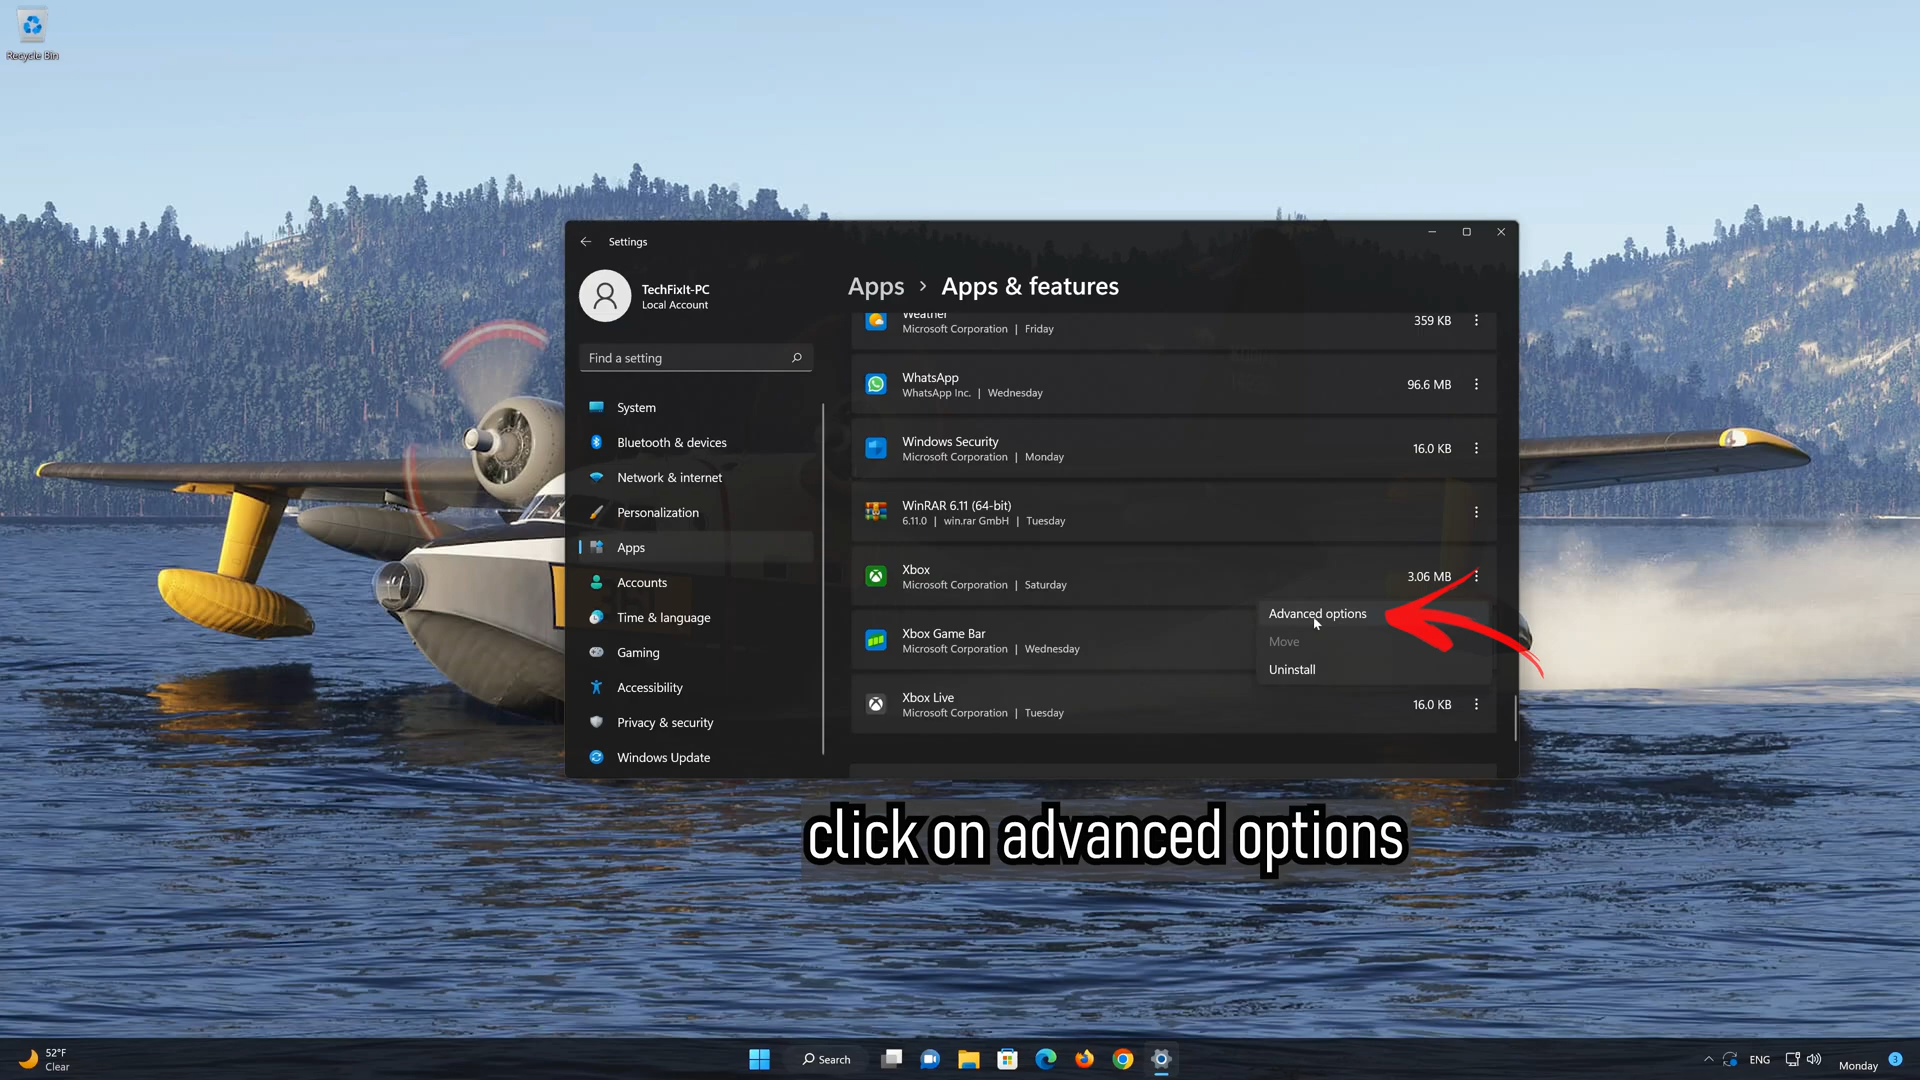 Recycle Bin
Settings
TechFixIt-PC
Local Account
Find a setting
System
Bluetooth & devices
Network & internet
Personalization
Apps
Accounts
Time & language
Gaming
Accessibility
Privacy & security
Windows Update
Apps > Apps & features
Weather
Microsoft Corporation | Friday
359 KB
WhatsApp
WhatsApp Inc. | Wednesday
96.6 MB
Windows Security
Microsoft Corporation | Monday
16.0 KB
WinRAR 6.11 (64-bit)
6.11.0 | win.rar GmbH | Tuesday
Xbox
Microsoft Corporation | Saturday
3.06 MB
Advanced options
Move
Uninstall
Xbox Game Bar
Microsoft Corporation | Wednesday
Xbox Live
Microsoft Corporation | Tuesday
16.0 KB
click on advanced options
52°F
Clear
Search
ENG
Monday
3